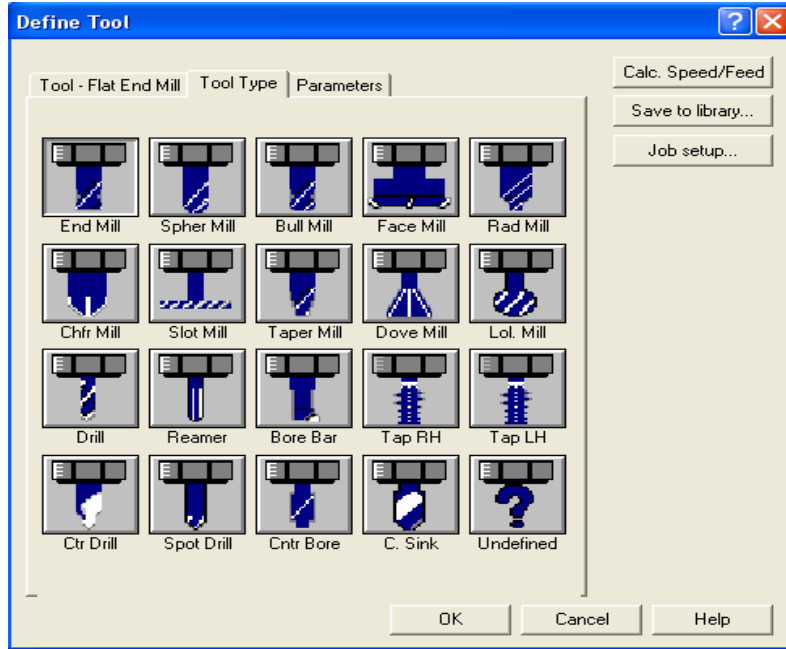 Define Tool
Tool - Flat End Mill Tool Type Parameters
Calc. Speed/Feed
Save to library...
Job setup...
End Mill Spher Mill Bull Mill Face Mill Rad Mill
Chfr Mill Slot Mill Taper Mill Dove Mill Lol. Mill
Drill Reamer Bore Bar Tap RH Tap LH
Ctr Drill Spot Drill Cntr Bore C. Sink Undefined
OK Cancel Help